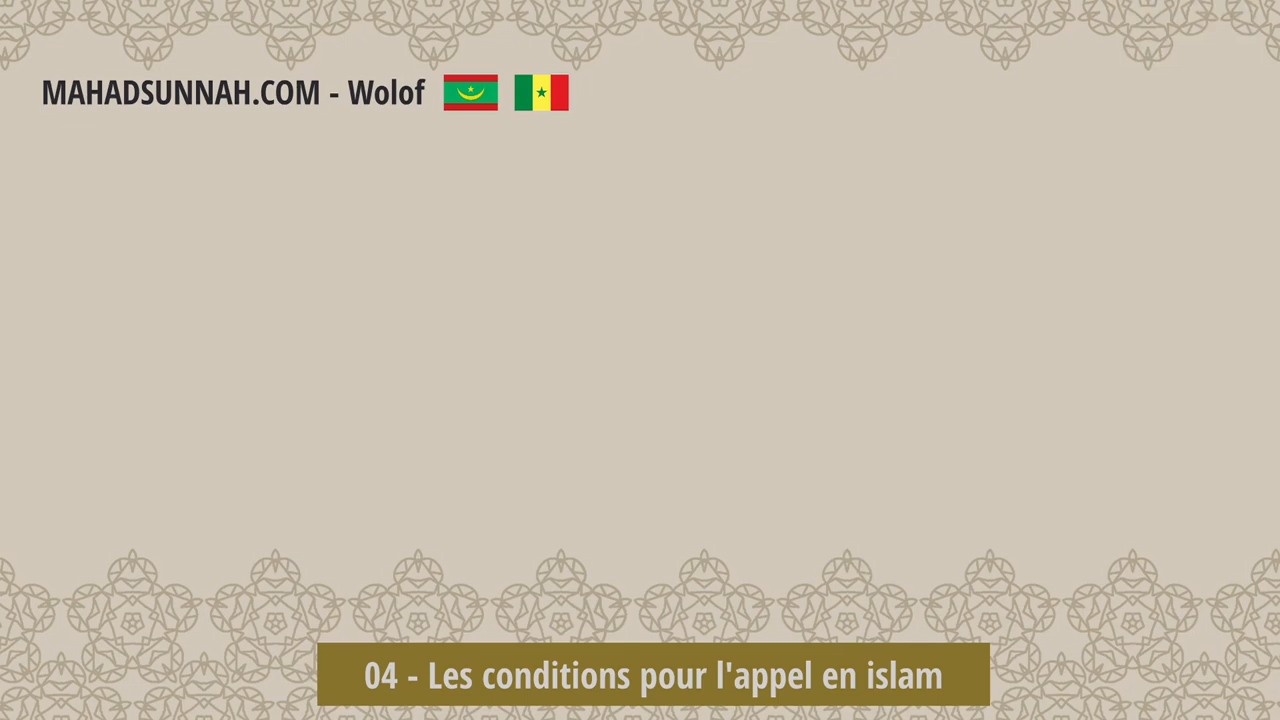 MAHADSUNNAH.COM - Wolof
04 - Les conditions pour l'appel en islam